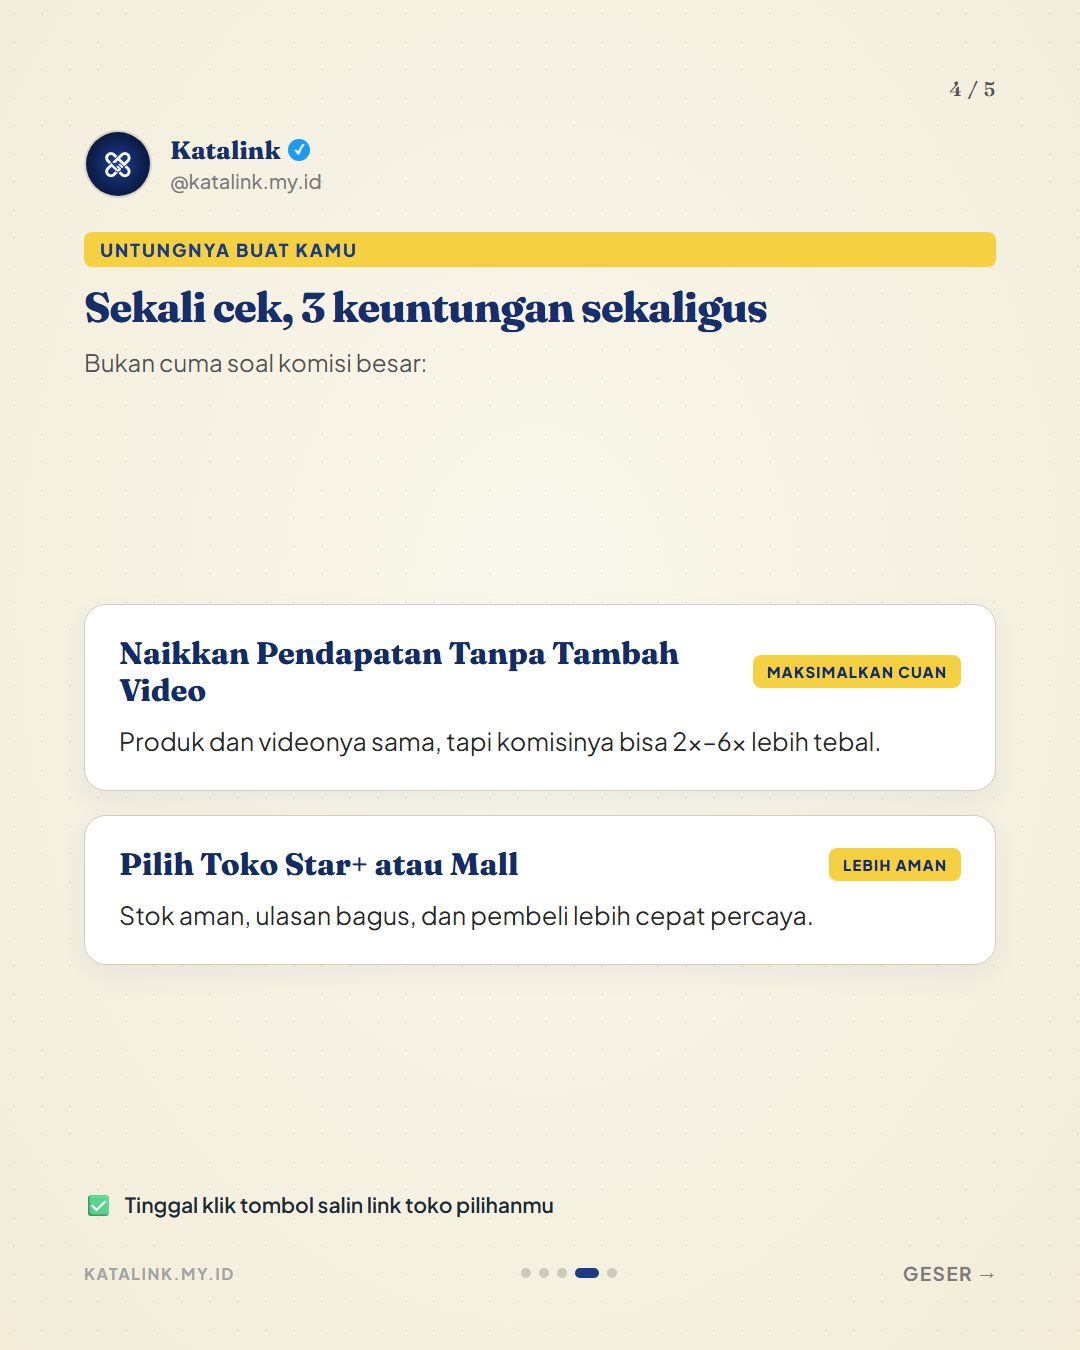 4 / 5
Katalink
@katalink.my.id
UNTUNGNYA BUAT KAMU
Sekali cek, 3 keuntungan sekaligus
Bukan cuma soal komisi besar:
Naikkan Pendapatan Tanpa Tambah
Video
MAKSIMALKAN CUAN
Produk dan videonya sama, tapi komisinya bisa 2×–6× lebih tebal.
Pilih Toko Star+ atau Mall
LEBIH AMAN
Stok aman, ulasan bagus, dan pembeli lebih cepat percaya.
✅ Tinggal klik tombol salin link toko pilihanmu
KATALINK.MY.ID
GESER →